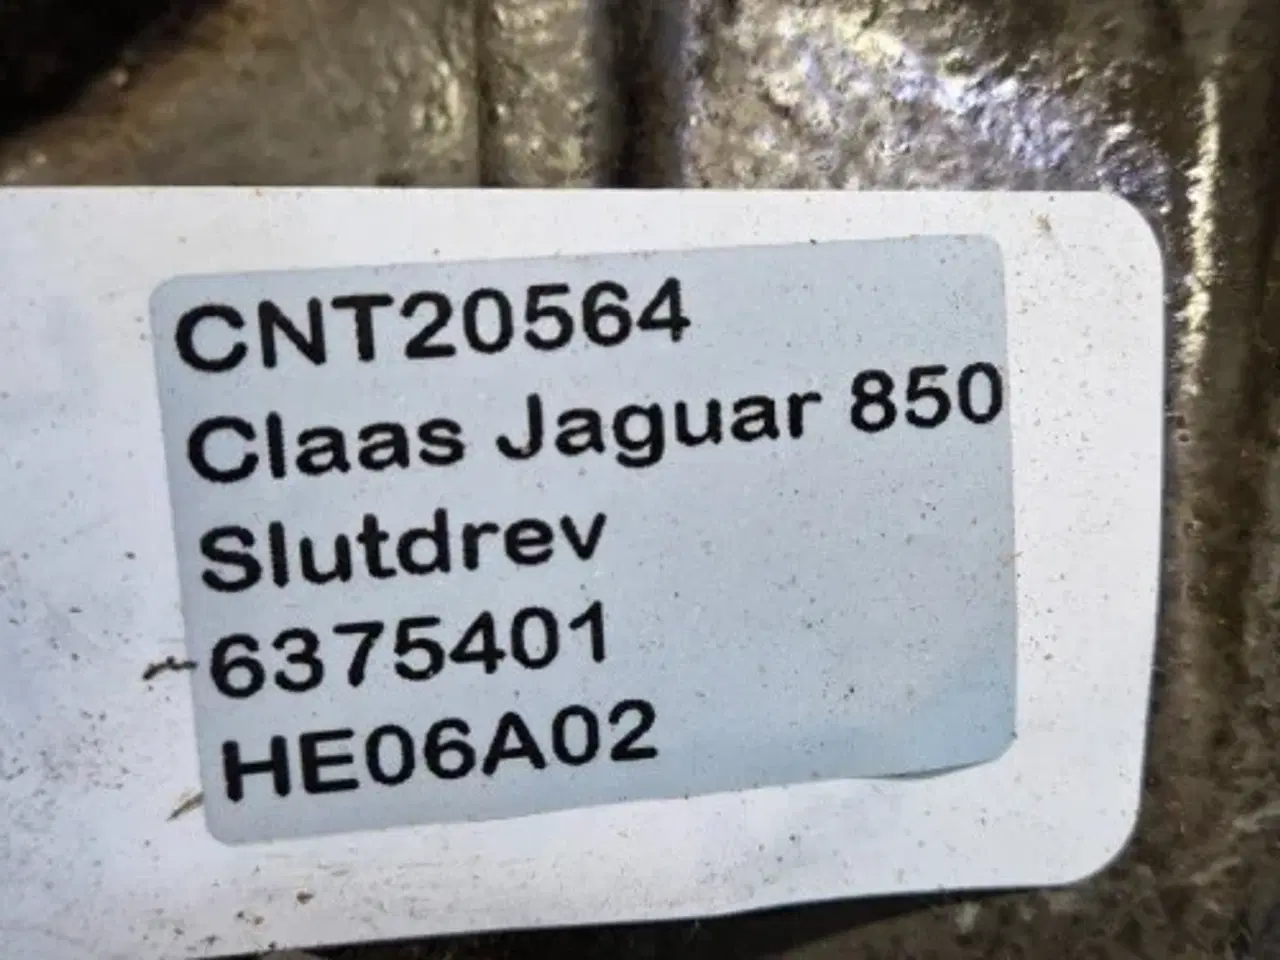 CNT20564
Claas Jaguar 850
Slutdrev
6375401
HE06A02